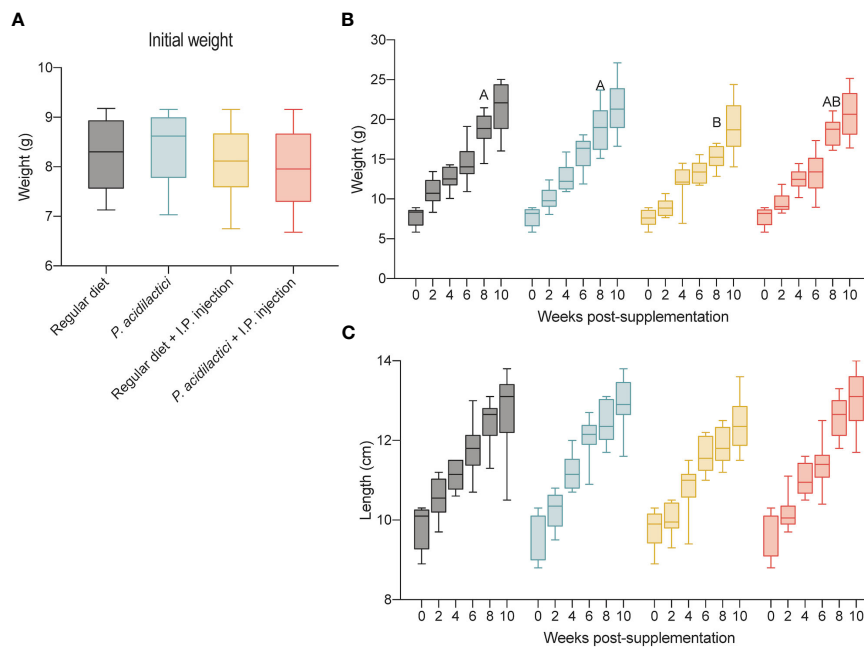 A
Initial weight
10
9
8
7
6
Weight (g)
Regular diet
P. acidilactici
Regular diet + I.P. injection
P. acidilactici + I.P. injection
B
30
25
20
15
10
5
0
Weight (g)
A
A
B
AB
0 2 4 6 8 10 0 2 4 6 8 10 0 2 4 6 8 10 0 2 4 6 8 10
Weeks post-supplementation
C
14
12
10
8
Length (cm)
0 2 4 6 8 10 0 2 4 6 8 10 0 2 4 6 8 10 0 2 4 6 8 10
Weeks post-supplementation